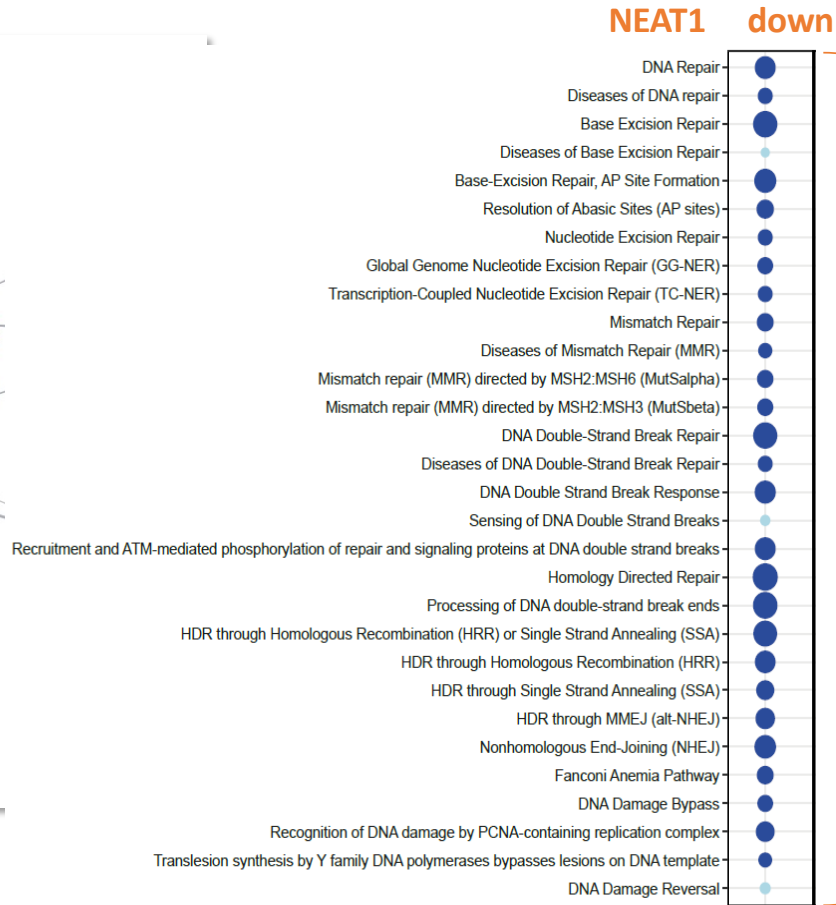 NEAT1 down
DNA Repair
Diseases of DNA repair
Base Excision Repair
Diseases of Base Excision Repair
Base-Excision Repair, AP Site Formation
Resolution of Abasic Sites (AP sites)
Nucleotide Excision Repair
Global Genome Nucleotide Excision Repair (GG-NER)
Transcription-Coupled Nucleotide Excision Repair (TC-NER)
Mismatch Repair
Diseases of Mismatch Repair (MMR)
Mismatch repair (MMR) directed by MSH2:MSH6 (MutSalpha)
Mismatch repair (MMR) directed by MSH2:MSH3 (MutSbeta)
DNA Double-Strand Break Repair
Diseases of DNA Double-Strand Break Repair
DNA Double Strand Break Response
Sensing of DNA Double Strand Breaks
Recruitment and ATM-mediated phosphorylation of repair and signaling proteins at DNA double strand breaks
Homology Directed Repair
Processing of DNA double-strand break ends
HDR through Homologous Recombination (HRR) or Single Strand Annealing (SSA)
HDR through Homologous Recombination (HRR)
HDR through Single Strand Annealing (SSA)
HDR through MMEJ (alt-NHEJ)
Nonhomologous End-Joining (NHEJ)
Fanconi Anemia Pathway
DNA Damage Bypass
Recognition of DNA damage by PCNA-containing replication complex
Translesion synthesis by Y family DNA polymerases bypasses lesions on DNA template
DNA Damage Reversal